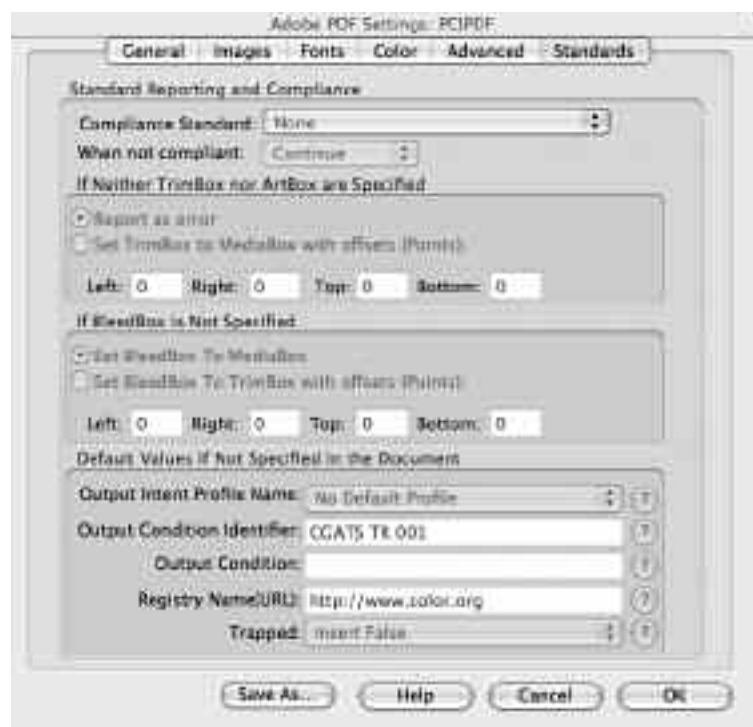 Adobe PDF Settings: PCIPDF
General Images Fonts Color Advanced Standards
Standard Reporting and Compliance
Compliance Standard: None
When not compliant: Continue
If Neither TrimBox nor ArtBox are Specified
Report as error
Set TrimBox to MediaBox with offsets (Points):
Left: 0 Right: 0 Top: 0 Bottom: 0
If BleedBox is Not Specified
Set BleedBox To MediaBox
Set BleedBox To TrimBox with offsets (Points):
Left: 0 Right: 0 Top: 0 Bottom: 0
Default Values If Not Specified in the Document
Output Intent Profile Name: No Default Profile ?
Output Condition Identifier: CGATS TR 001 ?
Output Condition: ?
Registry Name(URL): http://www.color.org ?
Trapped: Insert False ?
Save As... Help Cancel OK